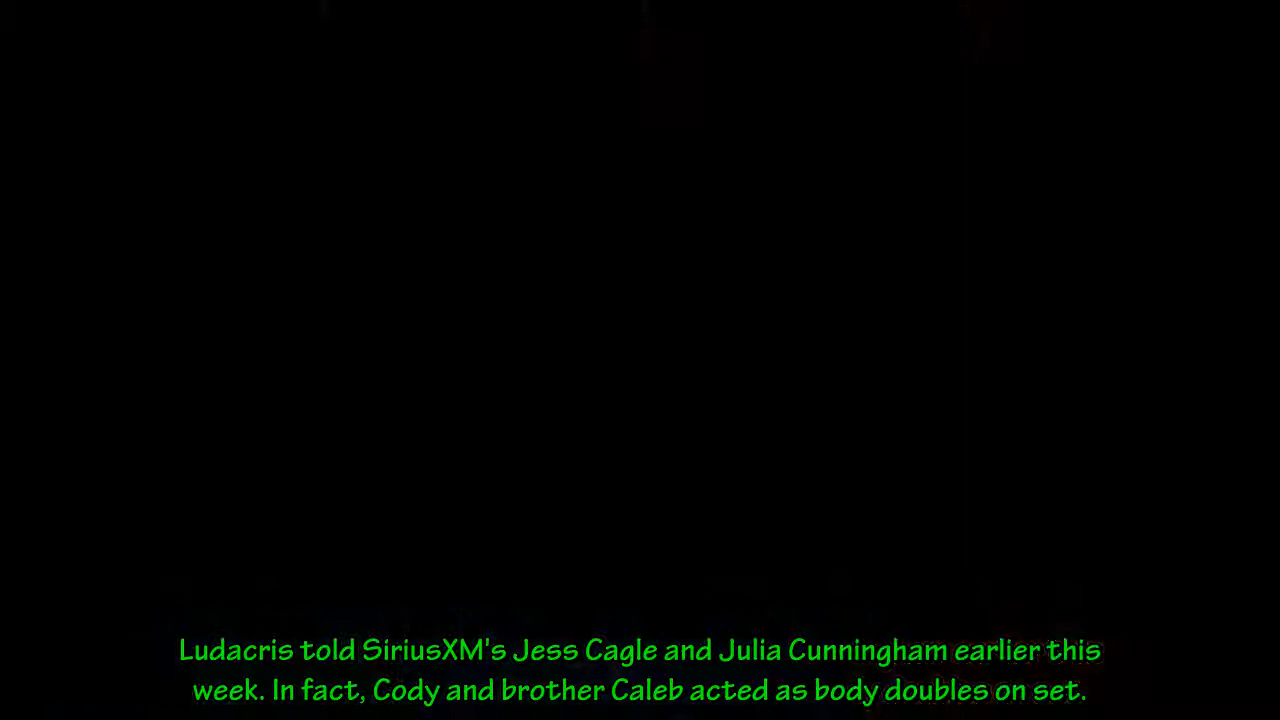 Ludacris told SiriusXM's Jess Cagle and Julia Cunningham earlier this
week. In fact, Cody and brother Caleb acted as body doubles on set.